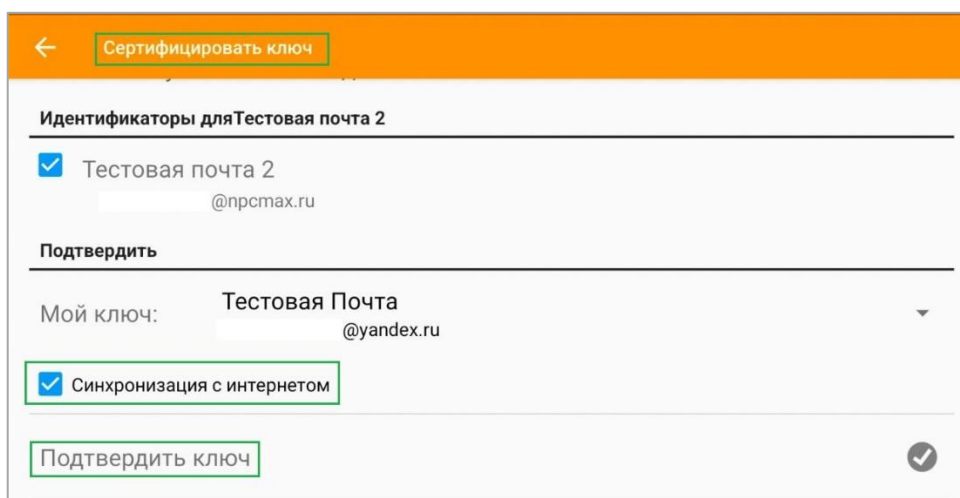 Сертифицировать ключ
Идентификаторы дляТестовая почта 2
Тестовая почта 2
@npcmax.ru
Подтвердить
Мой ключ:
Тестовая Почта
@yandex.ru
Синхронизация с интернетом
Подтвердить ключ